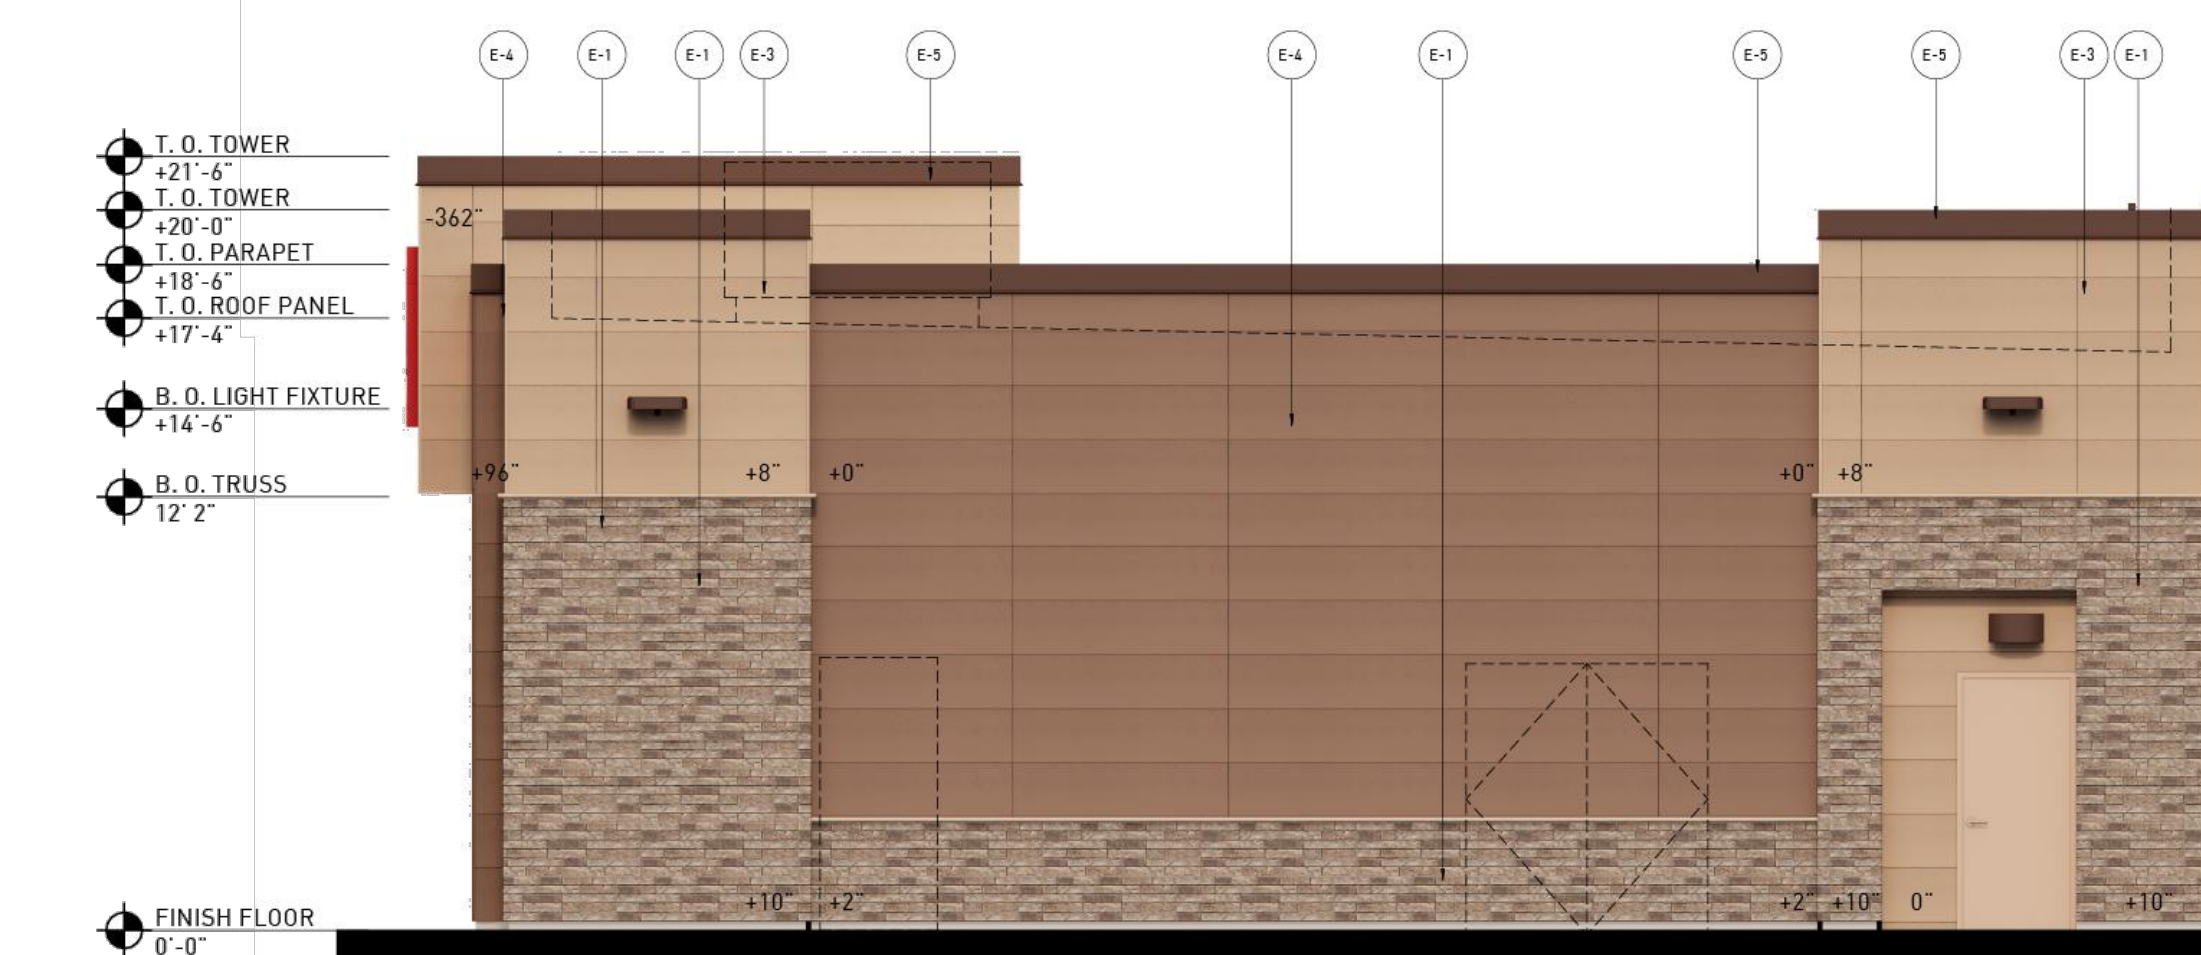 E-4 E-1 E-1 E-3 E-5 E-4 E-1 E-5 E-5 E-3 E-1
T. O. TOWER
+21'-6"
T. O. TOWER
+20'-0"
T. O. PARAPET
+18'-6"
T. O. ROOF PANEL
+17'-4"
B. O. LIGHT FIXTURE
+14'-6"
B. O. TRUSS
12' 2"
FINISH FLOOR
0'-0"
-362"
+96" +8" +0" +0" +8"
+10" +2" +2" +10" 0" +10"